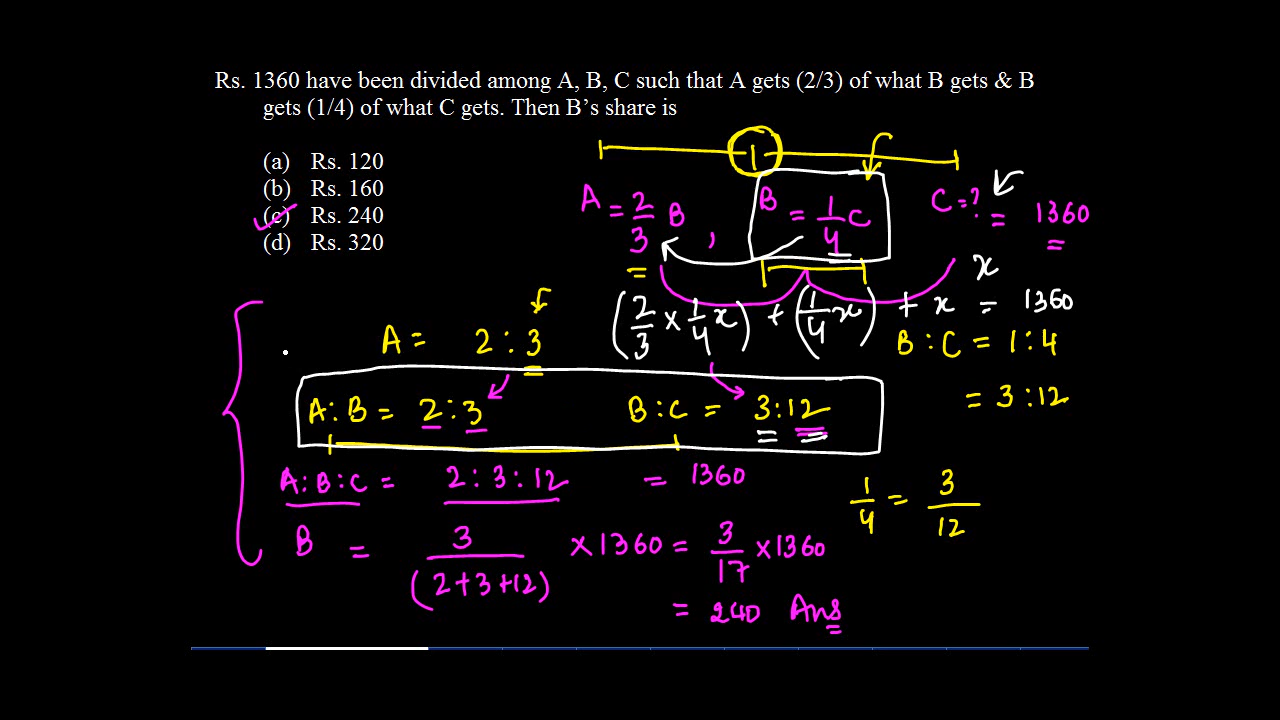 Rs. 1360 have been divided among A, B, C such that A gets (2/3) of what B gets & B
gets (1/4) of what C gets. Then B’s share is
(a) Rs. 120
(b) Rs. 160
(c) Rs. 240
(d) Rs. 320
1
A = 2/3 B , B = 1/4 C C = ? = 1360
x
(2/3 × 1/4 x) + (1/4 x) + x = 1360
A = 2 : 3
B : C = 1 : 4
= 3 : 12
A : B = 2 : 3 B : C = 3 : 12
A : B : C = 2 : 3 : 12 = 1360
1/4 = 3/12
B = 3/(2+3+12) × 1360 = 3/17 × 1360
= 240 Ans